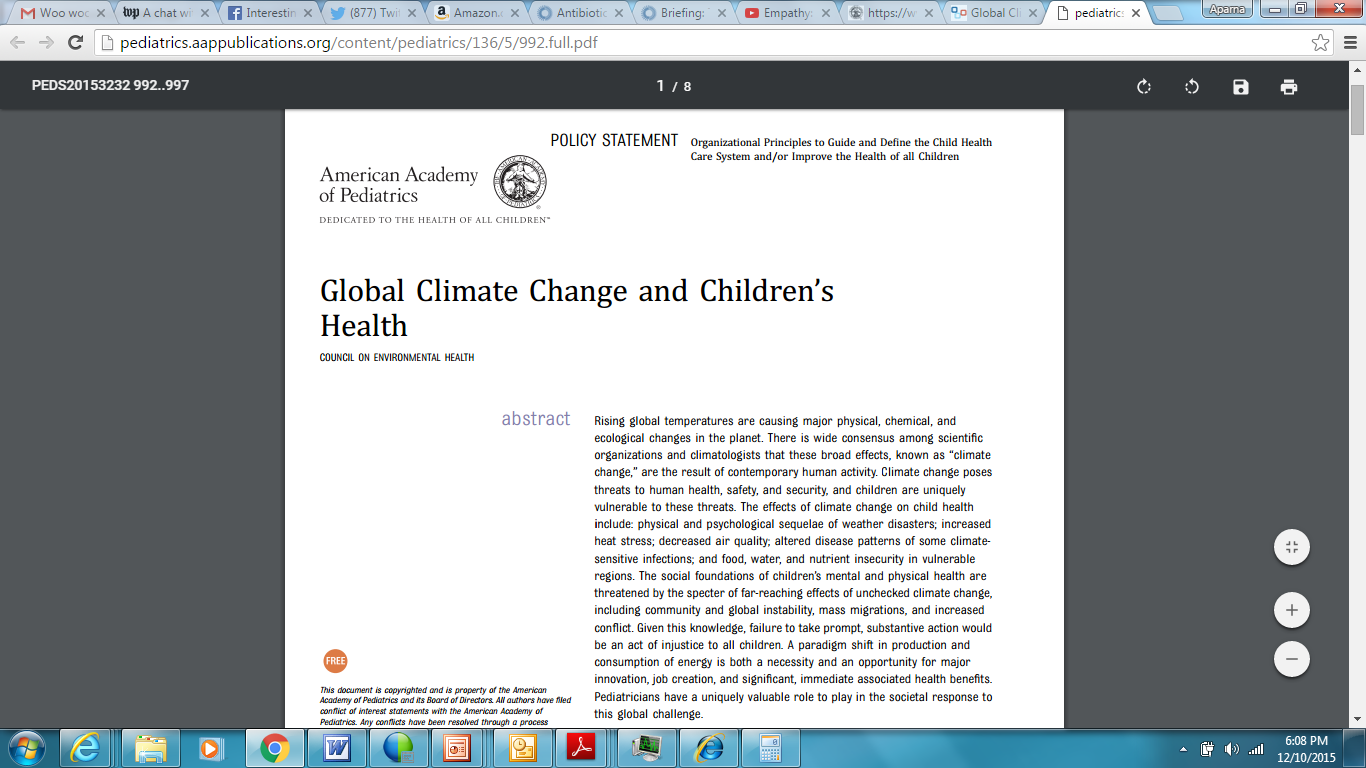 Woo woo
A chat wi
Interestin
(877) Twit
Amazon.c
Antibiotic
Briefing:
Empathy:
https://w
Global Cl
pediatrics
Aparna
pediatrics.aappublications.org/content/pediatrics/136/5/992.full.pdf
PEDS20153232 992..997
1 / 8
POLICY STATEMENT
Organizational Principles to Guide and Define the Child Health
Care System and/or Improve the Health of all Children
American Academy
of Pediatrics
DEDICATED TO THE HEALTH OF ALL CHILDREN™
Global Climate Change and Children’s
Health
COUNCIL ON ENVIRONMENTAL HEALTH
abstract
Rising global temperatures are causing major physical, chemical, and
ecological changes in the planet. There is wide consensus among scientific
organizations and climatologists that these broad effects, known as “climate
change,” are the result of contemporary human activity. Climate change poses
threats to human health, safety, and security, and children are uniquely
vulnerable to these threats. The effects of climate change on child health
include: physical and psychological sequelae of weather disasters; increased
heat stress; decreased air quality; altered disease patterns of some climate-
sensitive infections; and food, water, and nutrient insecurity in vulnerable
regions. The social foundations of children’s mental and physical health are
threatened by the specter of far-reaching effects of unchecked climate change,
including community and global instability, mass migrations, and increased
conflict. Given this knowledge, failure to take prompt, substantive action would
be an act of injustice to all children. A paradigm shift in production and
consumption of energy is both a necessity and an opportunity for major
innovation, job creation, and significant, immediate associated health benefits.
Pediatricians have a uniquely valuable role to play in the societal response to
this global challenge.
FREE
This document is copyrighted and is property of the American
Academy of Pediatrics and its Board of Directors. All authors have filed
conflict of interest statements with the American Academy of
Pediatrics. Any conflicts have been resolved through a process
6:08 PM
12/10/2015